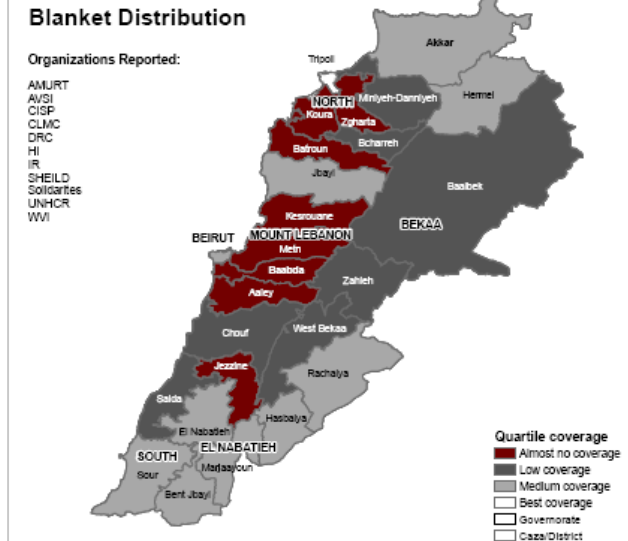 Blanket Distribution
Organizations Reported:
AMURT
AVSI
CISP
CLMC
DRC
HI
IR
SHEILD
Solidarites
UNHCR
WVI
Akkar
Tripoli
Hermel
Miniyeh-Danniyeh
NORTH
Koura
Zgharta
Batroun
Bcharreh
Jbayl
Baalbek
Kesrouane
BEKAA
BEIRUT
MOUNT LEBANON
Metn
Baabda
Zahleh
Aaley
Chouf
West Bekaa
Jezzine
Rachaiya
Saida
Hasbaiya
El Nabatieh
SOUTH
EL NABATIEH
Marjaayoun
Sour
Bent Jbayl
Quartile coverage
Almost no coverage
Low coverage
Medium coverage
Best coverage
Governorate
Caza/District